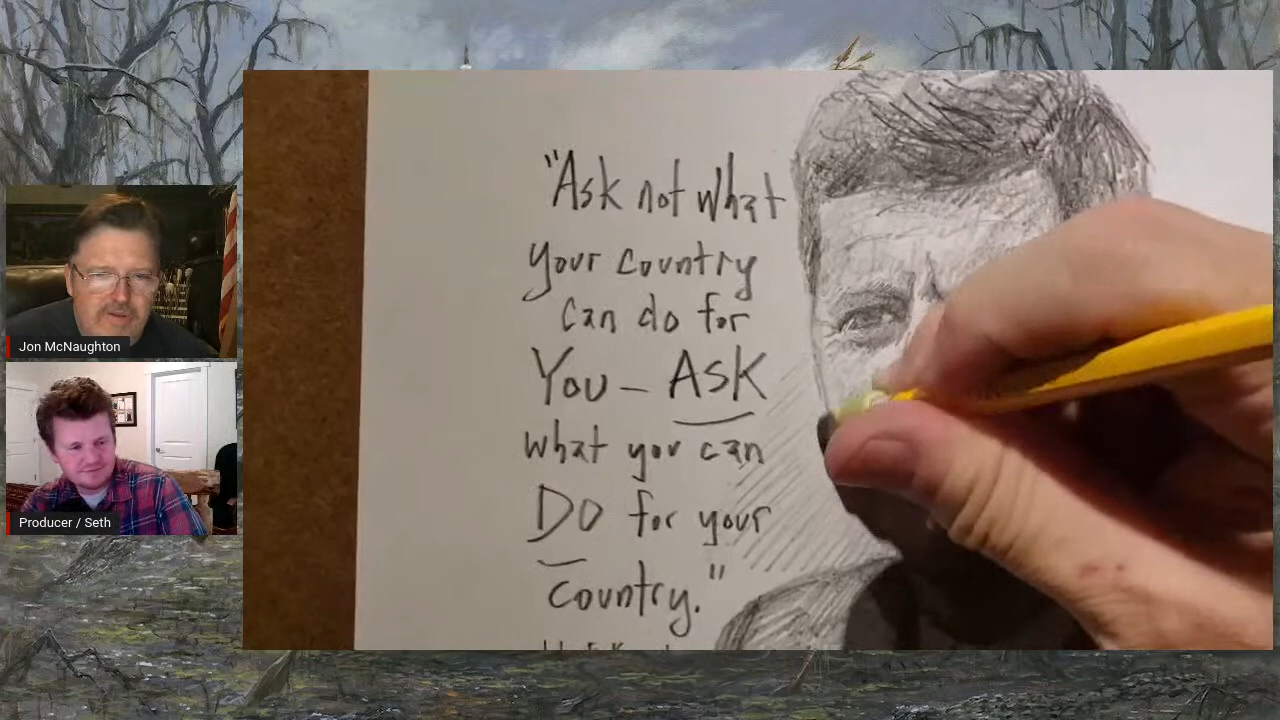 "Ask not what
your country
can do for
You – ASK
what you can
DO for your
country."
Jon McNaughton
Producer / Seth